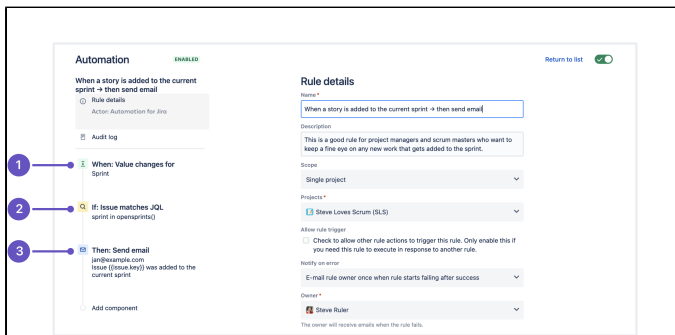 Automation
ENABLED
Return to list
When a story is added to the current
sprint → then send email
Rule details
Actor: Automation for Jira
Audit log
1
When: Value changes for
Sprint
2
If: Issue matches JQL
sprint in opensprints()
3
Then: Send email
jan@example.com
Issue {{issue.key}} was added to the
current sprint
Add component
Rule details
Name *
When a story is added to the current sprint → then send email
Description
This is a good rule for project managers and scrum masters who want to
keep a fine eye on any new work that gets added to the sprint.
Scope
Single project
Projects *
Steve Loves Scrum (SLS)
Allow rule trigger
Check to allow other rule actions to trigger this rule. Only enable this if
you need this rule to execute in response to another rule.
Notify on error
E-mail rule owner once when rule starts failing after success
Owner *
Steve Ruler
The owner will receive emails when the rule fails.